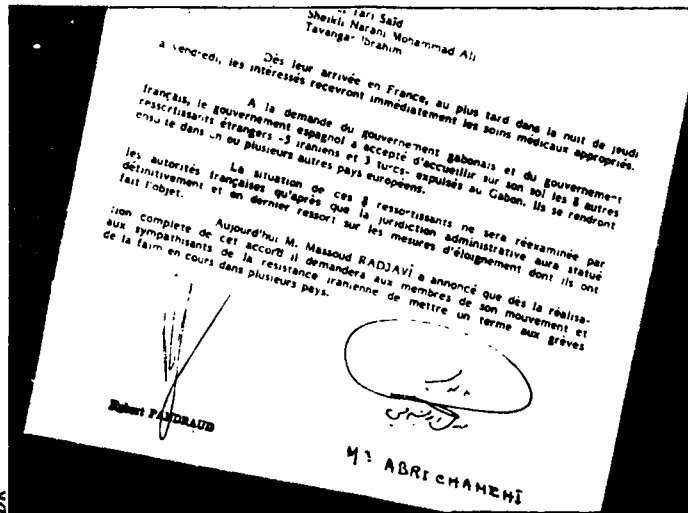 Tari Saïd
Sheikhi Narani Mohammad Ali
Tavangar Ibrahim
Dès leur arrivée en France, au plus tard dans la nuit de jeudi
a vendredi, les intéressés recevront immédiatement les soins médicaux appropriés.
A la demande du gouvernement gabonais et du gouvernement
français, le gouvernement espagnol a accepté d'accueillir sur son sol les 8 autres
ressortissants étrangers -5 iraniens et 3 turcs- expulsés au Gabon. Ils se rendront
ensuite dans un ou plusieurs autres pays européens.
La situation de ces 8 ressortissants ne sera réexaminée par
les autorités françaises qu'après que la juridiction administrative aura statué
définitivement et en dernier ressort sur les mesures d'éloignement dont ils ont
fait l'objet.
Aujourd'hui M. Massoud RADJAVI a annoncé que dès la réalisa-
tion complete de cet accord il demandera aux membres de son mouvement et
aux sympathisants de la resistance iranienne de mettre un terme aux grèves
de la faim en cours dans plusieurs pays.
Robert PANDRAUD
ABRICHAMCHI